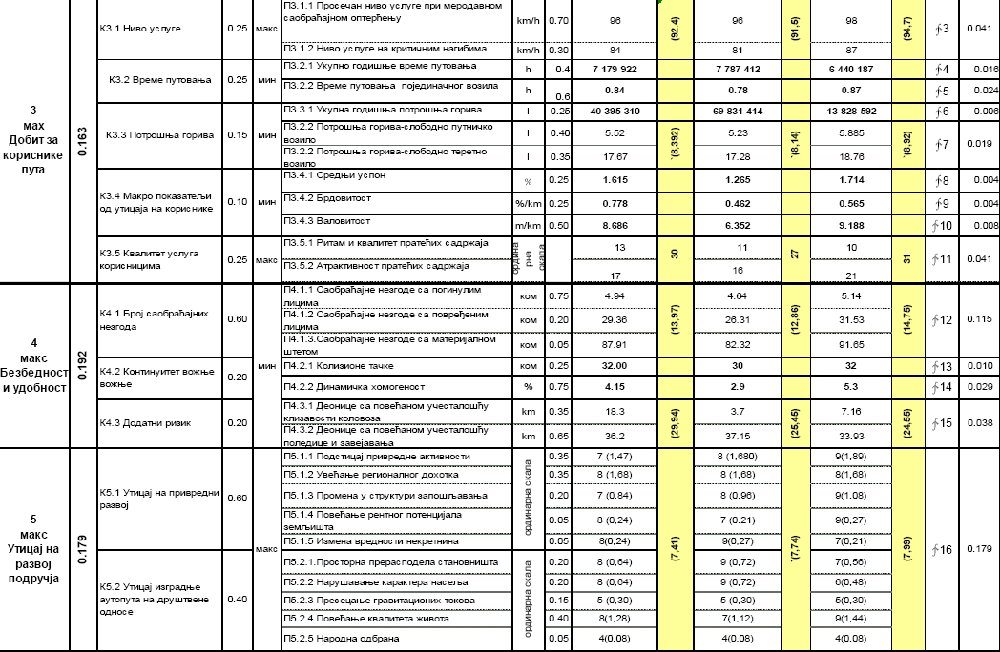 П3.1.1 Просечан ниво услуге при меродавном
саобраћајном оптерћењу km/h 0.70 96 (92,4) 96 (91,5) 98 (94,7)
К3.1 Ниво услуге 0.25 макс ∮3 0.041
П3.1.2 Ниво услуге на критичним нагибима km/h 0.30 84 81 87
К3.2 Време путовања 0.25 мин П3.2.1 Укупно годишње време путовања h 0.4 7 179 922 7 787 412 6 440 187 ∮4 0.016
П3.2.2 Време путовања појединачног возила h 0.6 0.84 0.78 0.87 ∮5 0.024
3
мах
Добит за
кориснике
пута
0.163
К3.3 Потрошња горива 0.15 мин П3.3.1 Укупна годишња потрошња горива l 0.25 40 395 310 69 831 414 13 828 592 ∮6 0.006
П3.2.2 Потрошња горива-слободно путничко
возило l 0.40 5.52 `(8,392) 5.23 `(8,14) 5.885 `(8,92) ∮7 0.019
П3.2.2 Потрошња горива-слободно теретно
возило l 0.35 17.67 17.28 18.76
К3.4 Макро показатељи
од утицаја на кориснике 0.10 мин П3.4.1 Средњи успон % 0.25 1.615 1.265 1.714 ∮8 0.004
П3.4.2 Брдовитост %/km 0.25 0.778 0.462 0.565 ∮9 0.004
П3.4.3 Валовитост m/km 0.50 8.686 6.352 9.188 ∮10 0.008
К3.5 Квалитет услуга
корисницима 0.25 макс П3.5.1 Ритам и квалитет пратећих садржаја 13 30 11 27 10 31 ∮11 0.041
ордина
рна
скала
П3.5.2 Атрактивност пратећих садржаја 17 16 21
4
макс
Безбедност
и удобност
0.192
К4.1 Број саобраћајних
незгода 0.60 мин П4.1.1 Саобраћајне незгоде са погинулим
лицима ком 0.75 4.94 (13,97) 4.64 (12,86) 5.14 (14,75) ∮12 0.115
П4.1.2 Саобраћајне незгоде са повређеним
лицима ком 0.20 29.36 26.31 31.53
П4.1.3.Саобраћајне незгоде са материјалном
штетом ком 0.05 87.91 82.32 91.65
К4.2 Континуитет вожње
вожње 0.20 П4.2.1 Колизионе тачке ком 0.25 32.00 30 32 ∮13 0.010
П4.2.2 Динамичка хомогеност % 0.75 4.15 2.9 5.3 ∮14 0.029
К4.3 Додатни ризик 0.20 П4.3.1 Деонице са повећаном учесталошћу
клизавости коловоза km 0.35 18.3 (29,94) 3.7 (25,45) 7.16 (24,55) ∮15 0.038
П4.3.2 Деонице са повећаном учесталошћу
поледице и завејавања km 0.65 36.2 37.15 33.93
5
макс
Утицај на
развој
подручја
0.179
К5.1 Утицај на привредни
развој 0.60 макс П5.1.1 Подстицај привредне активности ординарна скала 0.35 7 (1,47) (7,41) 8 (1,680) `(7,74) 9(1,89) (7,99) ∮16 0.179
П5.1.2 Увећање регионалног дохотка 0.35 8 (1,68) 8 (1,68) 8(1,68)
П5.1.3 Промена у структури запошљавања 0.20 7 (0,84) 8 (0,96) 9(1,08)
П5.1.4 Повећање рентног потенцијала
земљишта 0.05 8 (0,24) 7 (0.21) 9(0,27)
П5.1.5 Измена вредности некретнина 0.05 8(0,24) 9(0,27) 7(0,21)
К5.2 Утицај изградње
аутопута на друштвене
односе 0.40 П5.2.1.Просторна прерасподела становништа ординарна скала 0.20 8 (0,64) 9 (0,72) 7(0,56)
П5.2.2 Нарушавање карактера насеља 0.20 8 (0,64) 9 (0,72) 6(0,48)
П5.2.3 Пресецање гравитационих токова 0.15 5 (0,30) 5 (0,30) 5(0,30)
П5.2.4 Повећање квалитета живота 0.40 8(1,28) 7(1,12) 9(1,44)
П5.2.5 Народна одбрана 0.05 4(0,08) 4(0,08) 4(0,08)